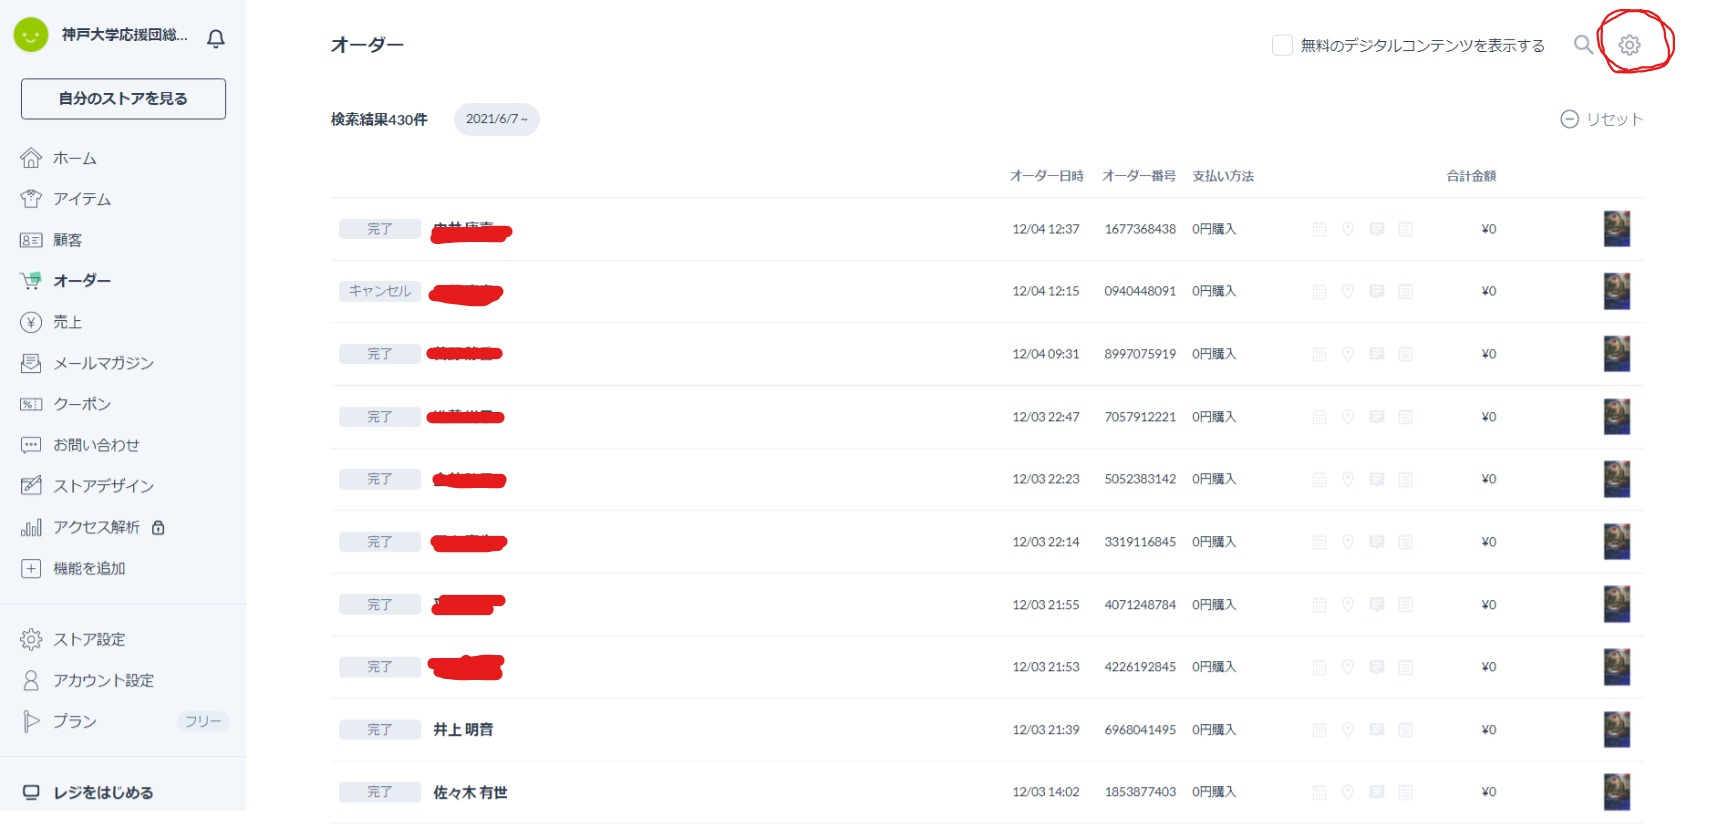 神戸大学応援団総...
自分のストアを見る
ホーム
アイテム
顧客
オーダー
売上
メールマガジン
クーポン
お問い合わせ
ストアデザイン
アクセス解析
機能を追加
ストア設定
アカウント設定
プラン フリー
レジをはじめる
オーダー
無料のデジタルコンテンツを表示する
検索結果430件 2021/6/7 ~
リセット
オーダー日時 オーダー番号 支払い方法 合計金額
完了 12/04 12:37 1677368438 0円購入 ¥0
キャンセル 12/04 12:15 0940448091 0円購入 ¥0
完了 12/04 09:31 8997075919 0円購入 ¥0
完了 12/03 22:47 7057912221 0円購入 ¥0
完了 12/03 22:23 5052383142 0円購入 ¥0
完了 12/03 22:14 3319116845 0円購入 ¥0
完了 12/03 21:55 4071248784 0円購入 ¥0
完了 12/03 21:53 4226192845 0円購入 ¥0
完了 井上 明音 12/03 21:39 6968041495 0円購入 ¥0
完了 佐々木 有世 12/03 14:02 1853877403 0円購入 ¥0